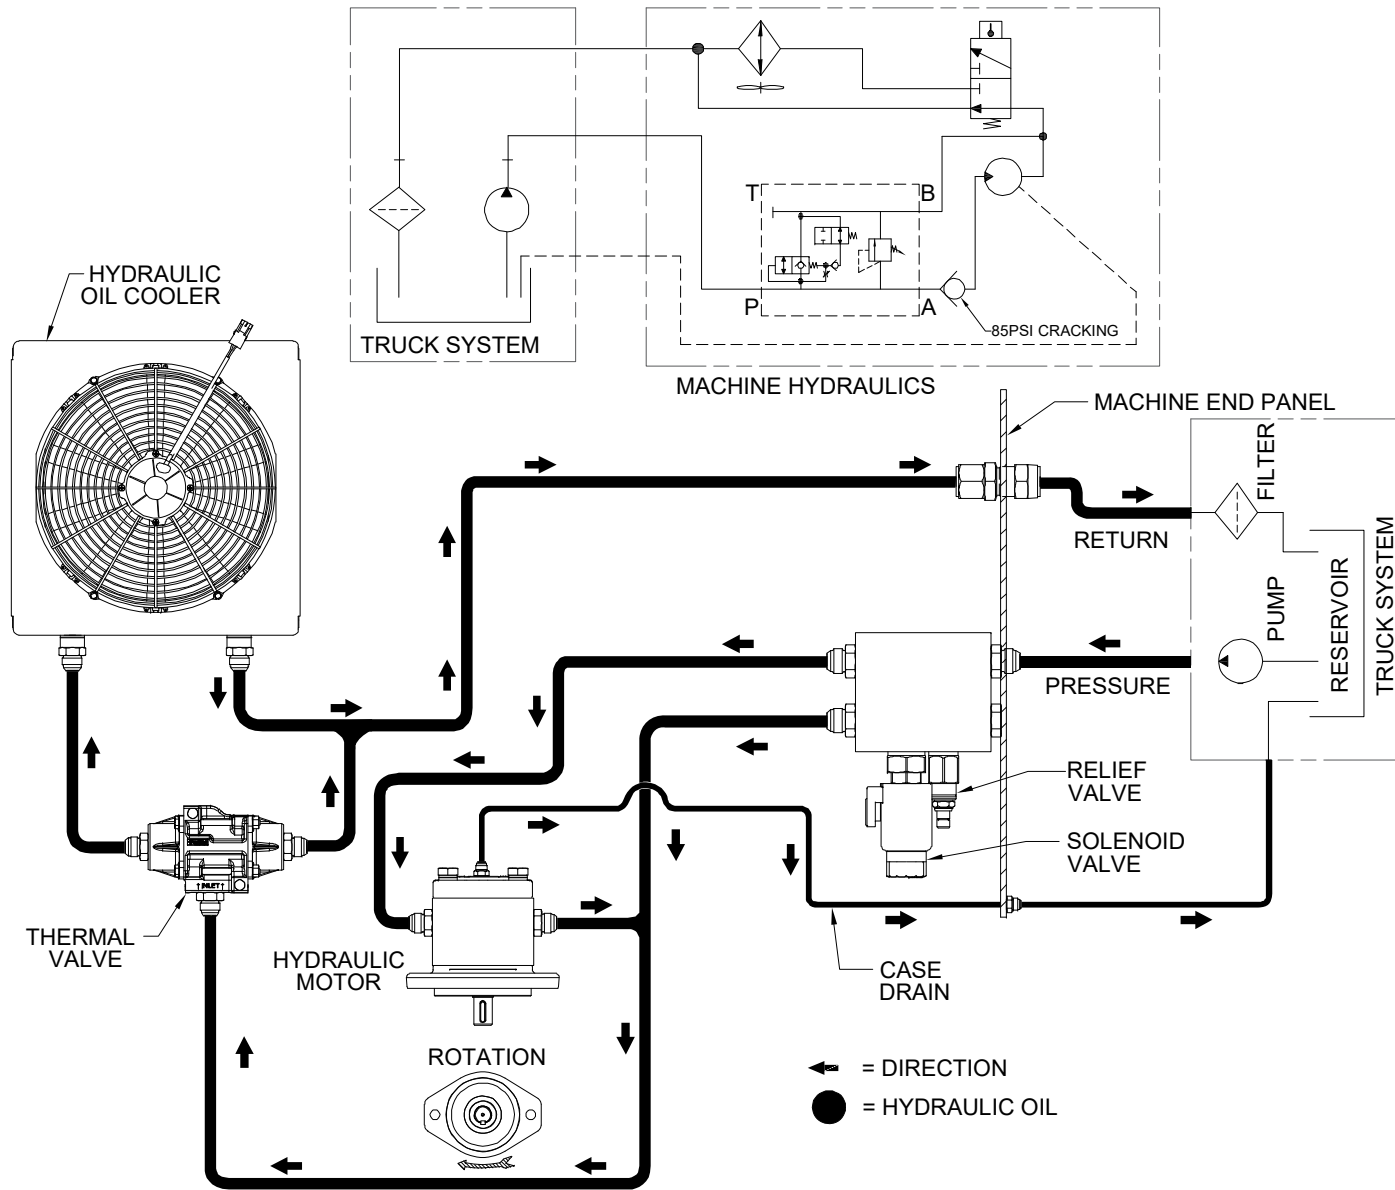 T
B
P
A
85PSI CRACKING
TRUCK SYSTEM
MACHINE HYDRAULICS
HYDRAULIC
OIL COOLER
MACHINE END PANEL
FILTER
RETURN
PUMP
RESERVOIR
TRUCK SYSTEM
PRESSURE
RELIEF
VALVE
SOLENOID
VALVE
INLET
THERMAL
VALVE
HYDRAULIC
MOTOR
CASE
DRAIN
ROTATION
= DIRECTION
= HYDRAULIC OIL